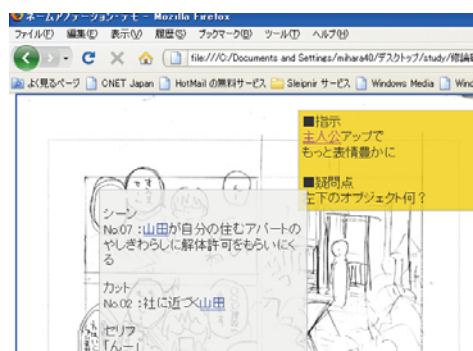 ネームアノテーション・デモ - Mozilla Firefox
ファイル(F) 編集(E) 表示(V) 履歴(S) ブックマーク(B) ツール(T) ヘルプ(H)
file:///C:/Documents and Settings/mihara40/デスクトップ/study/修論
よく見るページ CNET Japan HotMail の無料サービス Sleipnir サービス Windows Media Wind
■指示
主人公アップで
もっと表情豊かに
■疑問点
左下のオブジェクト何？
シーン
No.07 :山田が自分の住むアパートの
やしきわらしに解体許可をもらいにく
る
カット
No.02 :社に近づく山田
セリフ
「んー」